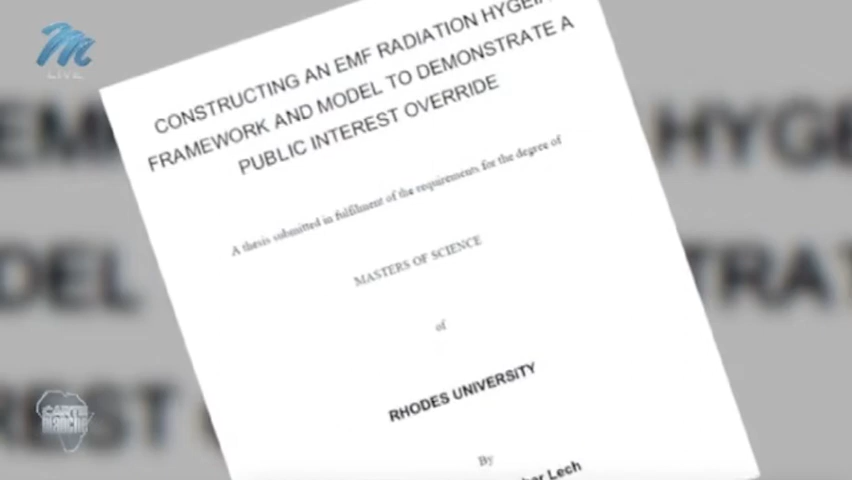 LIVE
CONSTRUCTING AN EMF RADIATION
FRAMEWORK AND MODEL TO DEMONSTRATE A
PUBLIC INTEREST OVERRIDE
A thesis submitted in fulfilment of the requirements for the degree of
MASTERS OF SCIENCE
of
RHODES UNIVERSITY
By
Lech
CARTE
Blanche